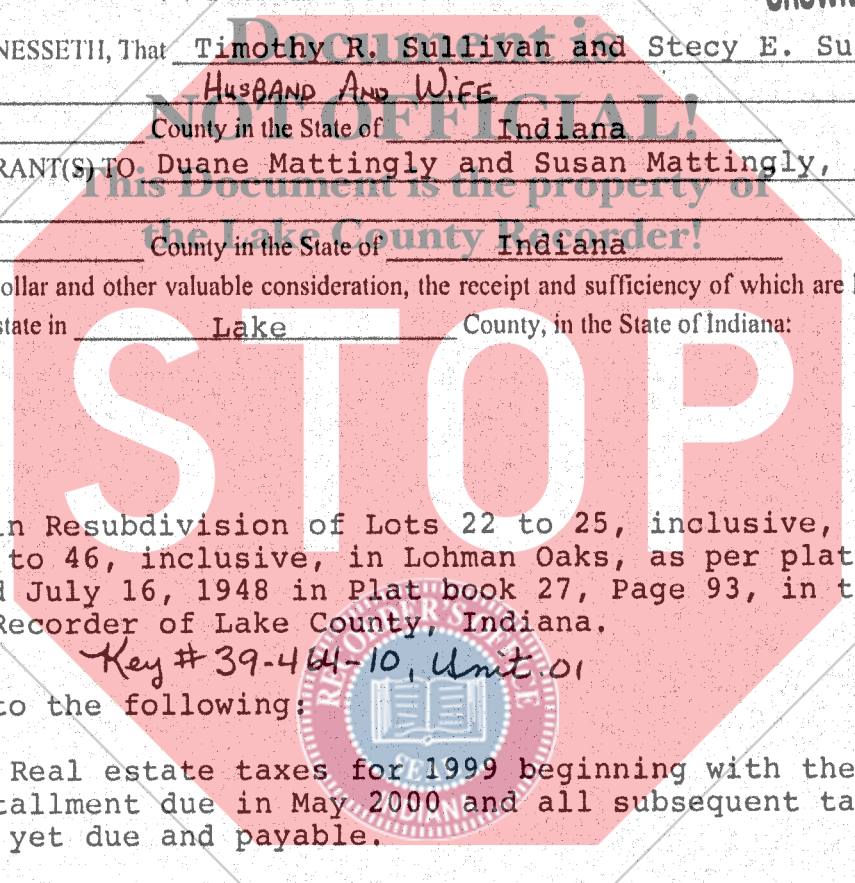 NESSETH, That Timothy R. Sullivan and Stecy E. Su
HUSBAND AND WIFE
County in the State of Indiana
RANT(S) TO Duane Mattingly and Susan Mattingly,
County in the State of Indiana
ollar and other valuable consideration, the receipt and sufficiency of which are
state in Lake County, in the State of Indiana:
in Resubdivision of Lots 22 to 25, inclusive,
to 46, inclusive, in Lohman Oaks, as per plat
d July 16, 1948 in Plat book 27, Page 93, in t
Recorder of Lake County, Indiana.
Key # 39-464-10, Unit 01
to the following:
Real estate taxes for 1999 beginning with the
tallment due in May 2000 and all subsequent ta
yet due and payable.
Document is
NOT OFFICIAL!
This Document is the property of
the Lake County Recorder!
STOP
RECORDER'S OFFICE
SEAL
INDIANA